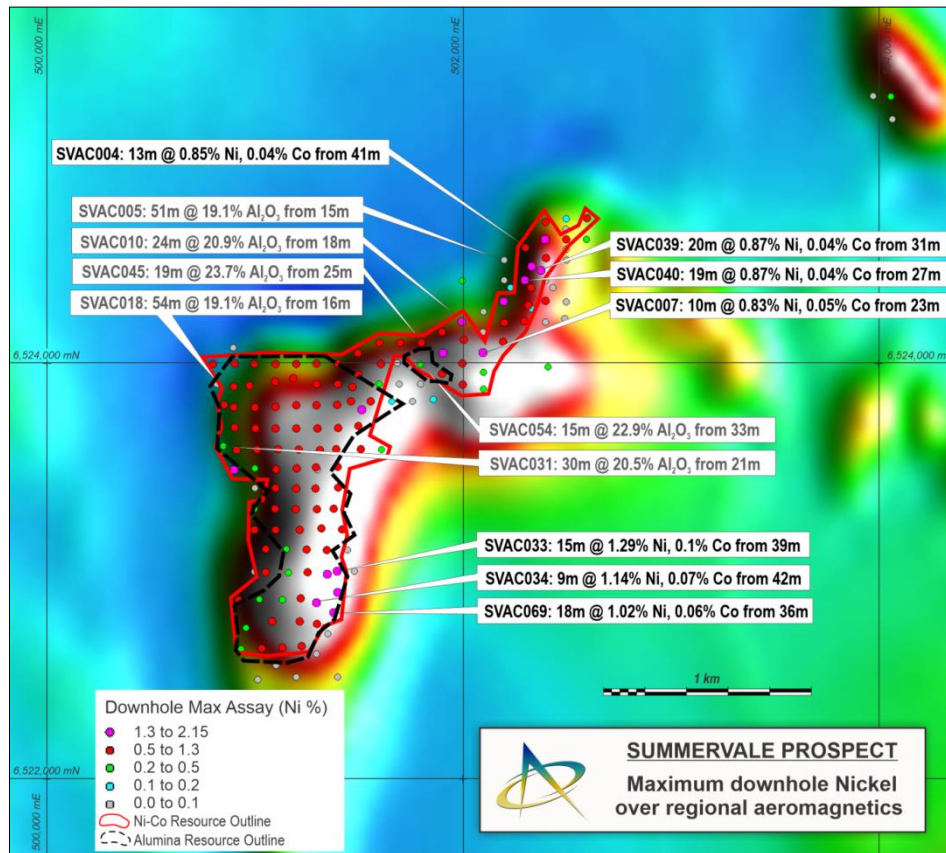 500,000 mE
502,000 mE
504,000 mE
SVAC004: 13m @ 0.85% Ni, 0.04% Co from 41m
SVAC005: 51m @ 19.1% Al₂O₃ from 15m
SVAC010: 24m @ 20.9% Al₂O₃ from 18m
SVAC045: 19m @ 23.7% Al₂O₃ from 25m
SVAC018: 54m @ 19.1% Al₂O₃ from 16m
SVAC039: 20m @ 0.87% Ni, 0.04% Co from 31m
SVAC040: 19m @ 0.87% Ni, 0.04% Co from 27m
SVAC007: 10m @ 0.83% Ni, 0.05% Co from 23m
6,524,000 mN
6,524,000 mN
SVAC054: 15m @ 22.9% Al₂O₃ from 33m
SVAC031: 30m @ 20.5% Al₂O₃ from 21m
SVAC033: 15m @ 1.29% Ni, 0.1% Co from 39m
SVAC034: 9m @ 1.14% Ni, 0.07% Co from 42m
SVAC069: 18m @ 1.02% Ni, 0.06% Co from 36m
1 km
Downhole Max Assay (Ni %)
1.3 to 2.15
0.5 to 1.3
0.2 to 0.5
0.1 to 0.2
0.0 to 0.1
Ni-Co Resource Outline
Alumina Resource Outline
SUMMERVALE PROSPECT
Maximum downhole Nickel
over regional aeromagnetics
6,522,000 mN
500,000 mE